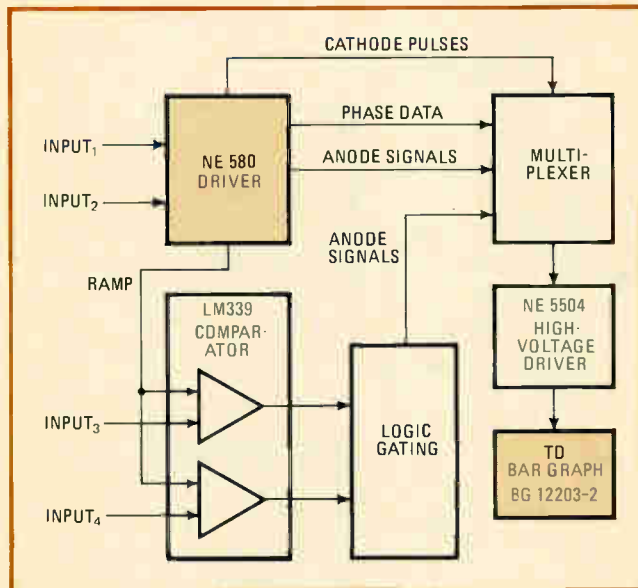 CATHODE PULSES
PHASE DATA
ANODE SIGNALS
INPUT₁
INPUT₂
NE 580
DRIVER
MULTI-
PLEXER
ANODE
SIGNALS
RAMP
LM339
COMPAR-
ATOR
INPUT₃
INPUT₄
LOGIC
GATING
NE 5504
HIGH-
VOLTAGE
DRIVER
TD
BAR GRAPH
BG 12203-2